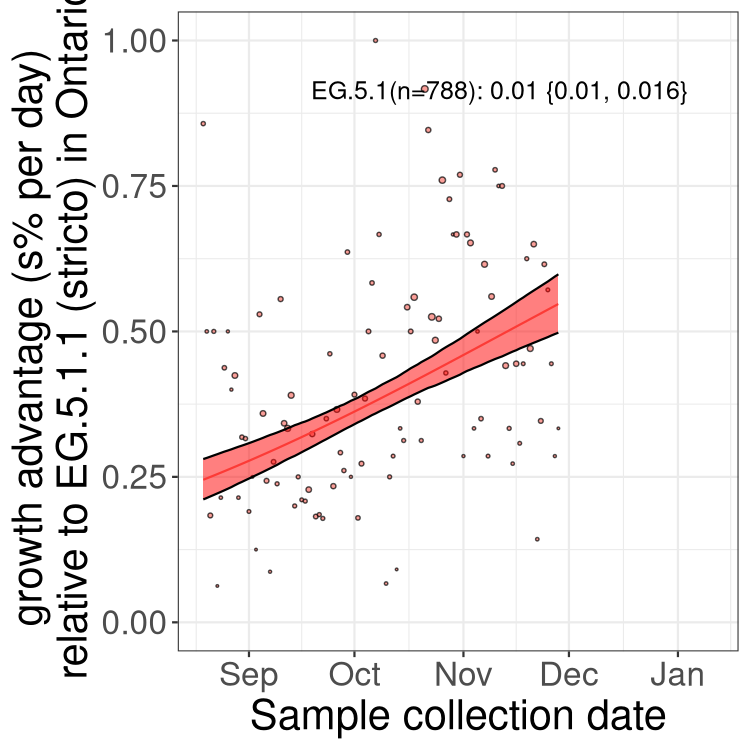 growth advantage (s% per day)
relative to EG.5.1.1 (stricto) in Ontario
1.00
0.75
0.50
0.25
0.00
EG.5.1(n=788): 0.01 {0.01, 0.016}
Sep Oct Nov Dec Jan
Sample collection date